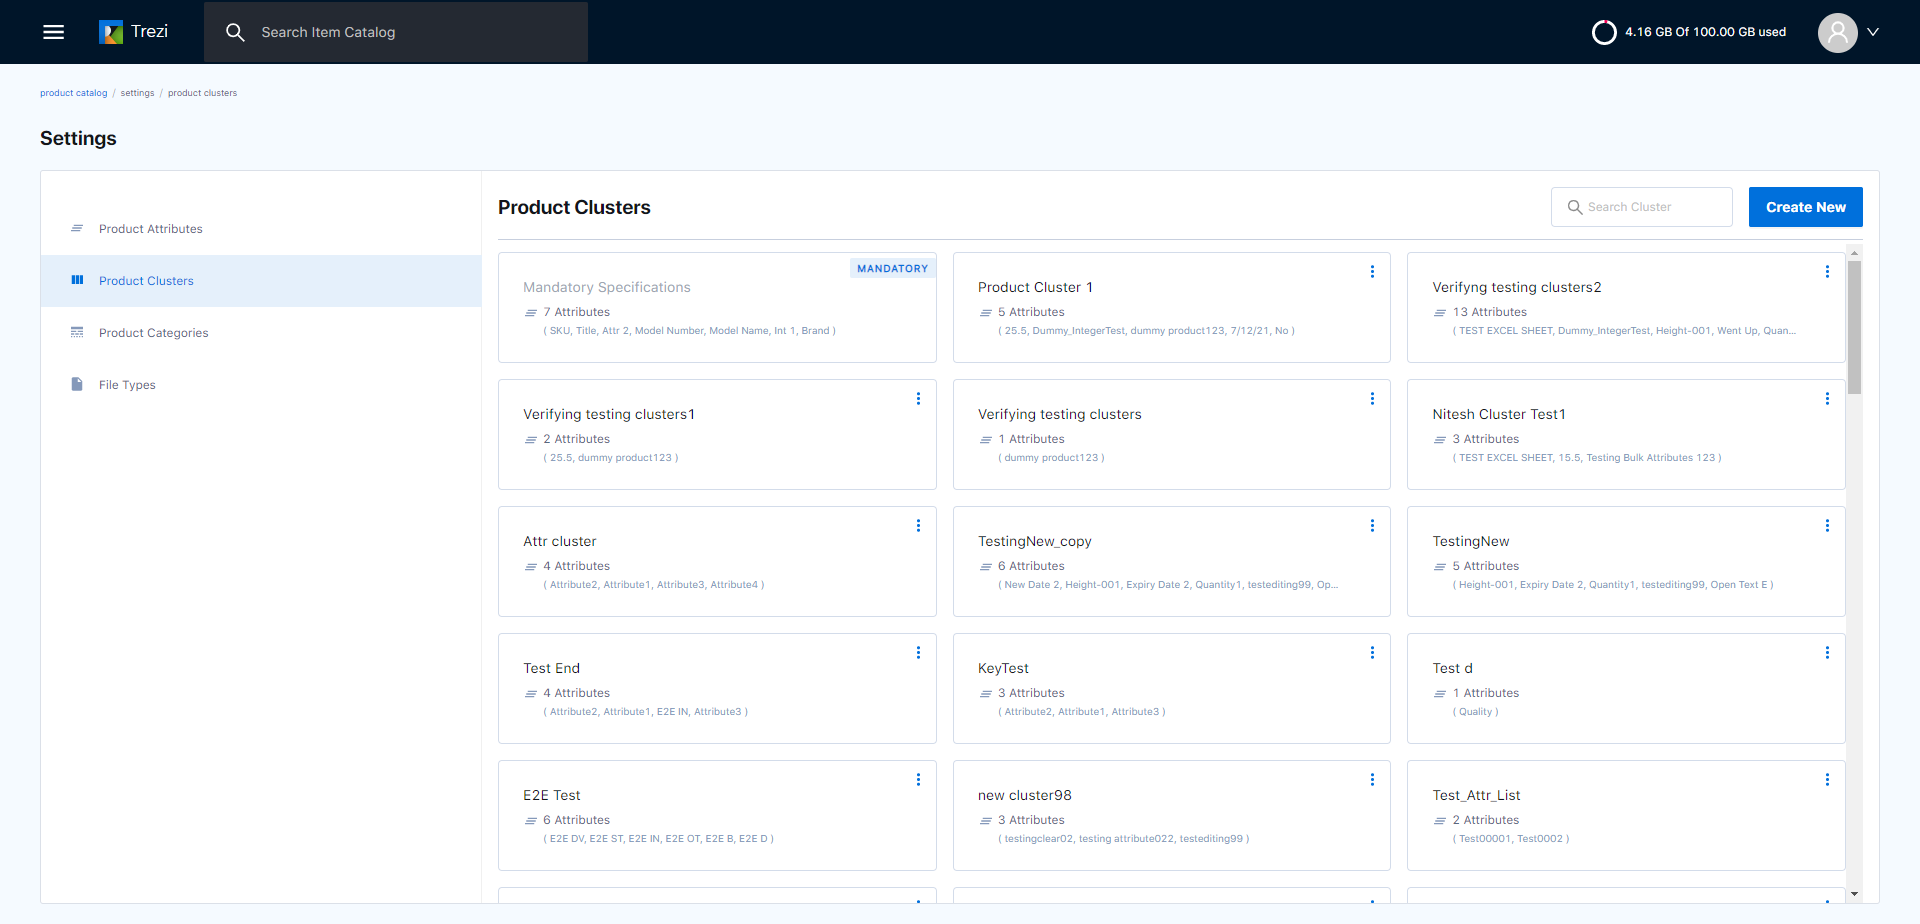 Trezi
Search Item Catalog
4.16 GB Of 100.00 GB used
product catalog / settings / product clusters
Settings
Product Attributes
Product Clusters
Product Categories
File Types
Product Clusters
Search Cluster
Create New
MANDATORY
Mandatory Specifications
7 Attributes
( SKU, Title, Attr 2, Model Number, Model Name, Int 1, Brand )
Product Cluster 1
5 Attributes
( 25.5, Dummy_IntegerTest, dummy product123, 7/12/21, No )
Verifyng testing clusters2
13 Attributes
( TEST EXCEL SHEET, Dummy_IntegerTest, Height-001, Went Up, Quan...
Verifying testing clusters1
2 Attributes
( 25.5, dummy product123 )
Verifying testing clusters
1 Attributes
( dummy product123 )
Nitesh Cluster Test1
3 Attributes
( TEST EXCEL SHEET, 15.5, Testing Bulk Attributes 123 )
Attr cluster
4 Attributes
( Attribute2, Attribute1, Attribute3, Attribute4 )
TestingNew_copy
6 Attributes
( New Date 2, Height-001, Expiry Date 2, Quantity1, testediting99, Op...
TestingNew
5 Attributes
( Height-001, Expiry Date 2, Quantity1, testediting99, Open Text E )
Test End
4 Attributes
( Attribute2, Attribute1, E2E IN, Attribute3 )
KeyTest
3 Attributes
( Attribute2, Attribute1, Attribute3 )
Test d
1 Attributes
( Quality )
E2E Test
6 Attributes
( E2E DV, E2E ST, E2E IN, E2E OT, E2E B, E2E D )
new cluster98
3 Attributes
( testingclear02, testing attribute022, testediting99 )
Test_Attr_List
2 Attributes
( Test00001, Test0002 )